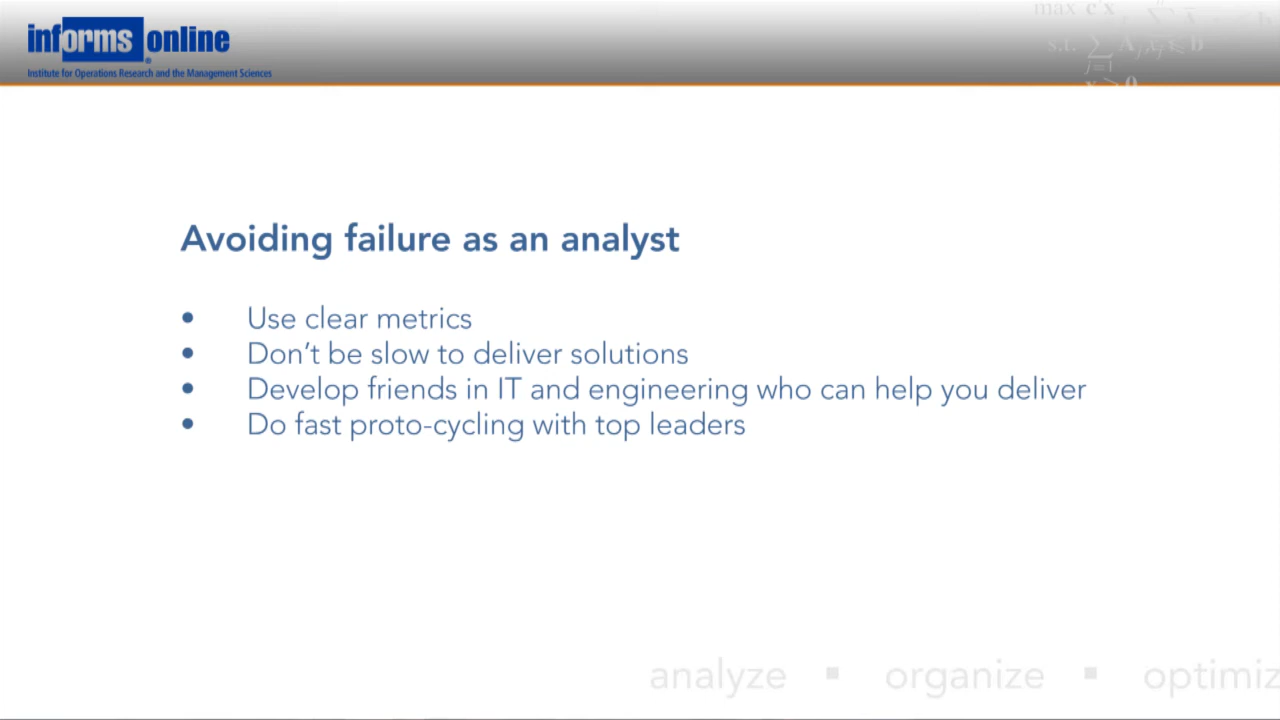 informs online
Institute for Operations Research and the Management Sciences
Avoiding failure as an analyst
• Use clear metrics
• Don’t be slow to deliver solutions
• Develop friends in IT and engineering who can help you deliver
• Do fast proto-cycling with top leaders
analyze ▪ organize ▪ optimiz